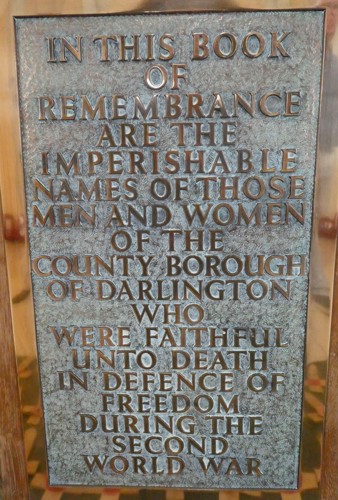 IN THIS BOOK
OF
REMEMBRANCE
ARE THE
IMPERISHABLE
NAMES OF THOSE
MEN AND WOMEN
OF THE
COUNTY BOROUGH
OF DARLINGTON
WHO
WERE FAITHFUL
UNTO DEATH
IN DEFENCE OF
FREEDOM
DURING THE
SECOND
WORLD WAR